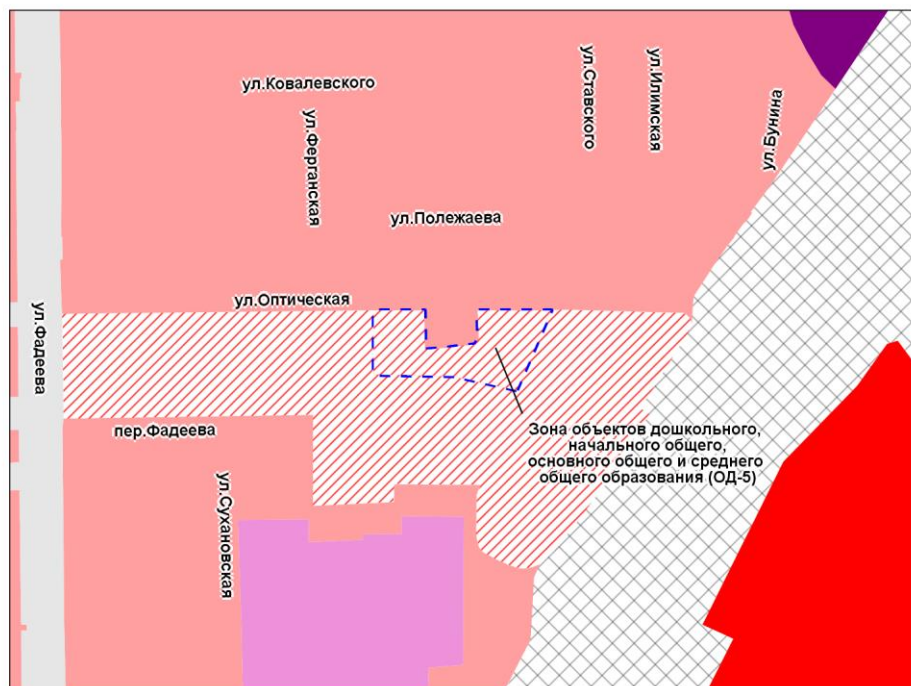 ул.Ковалевского
ул.Ферганская
ул.Ставского
ул.Илимская
ул.Бунина
ул.Полежаева
ул.Оптическая
ул.Фадеева
пер.Фадеева
ул.Сухановская
Зона объектов дошкольного,
начального общего,
основного общего и среднего
общего образования (ОД-5)